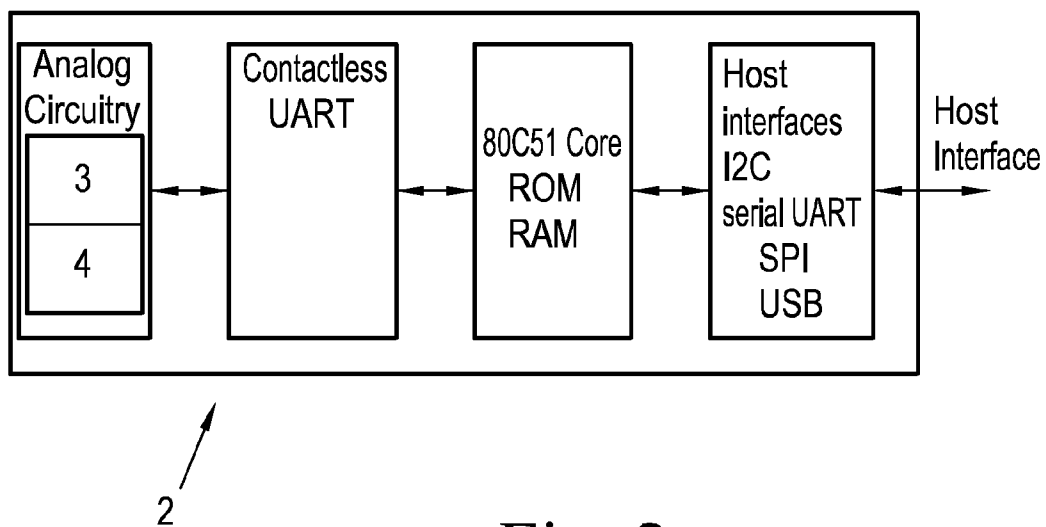 Analog
Circuitry
3
4
Contactless
UART
80C51 Core
ROM
RAM
Host
interfaces
I2C
serial UART
SPI
USB
Host
Interface
2